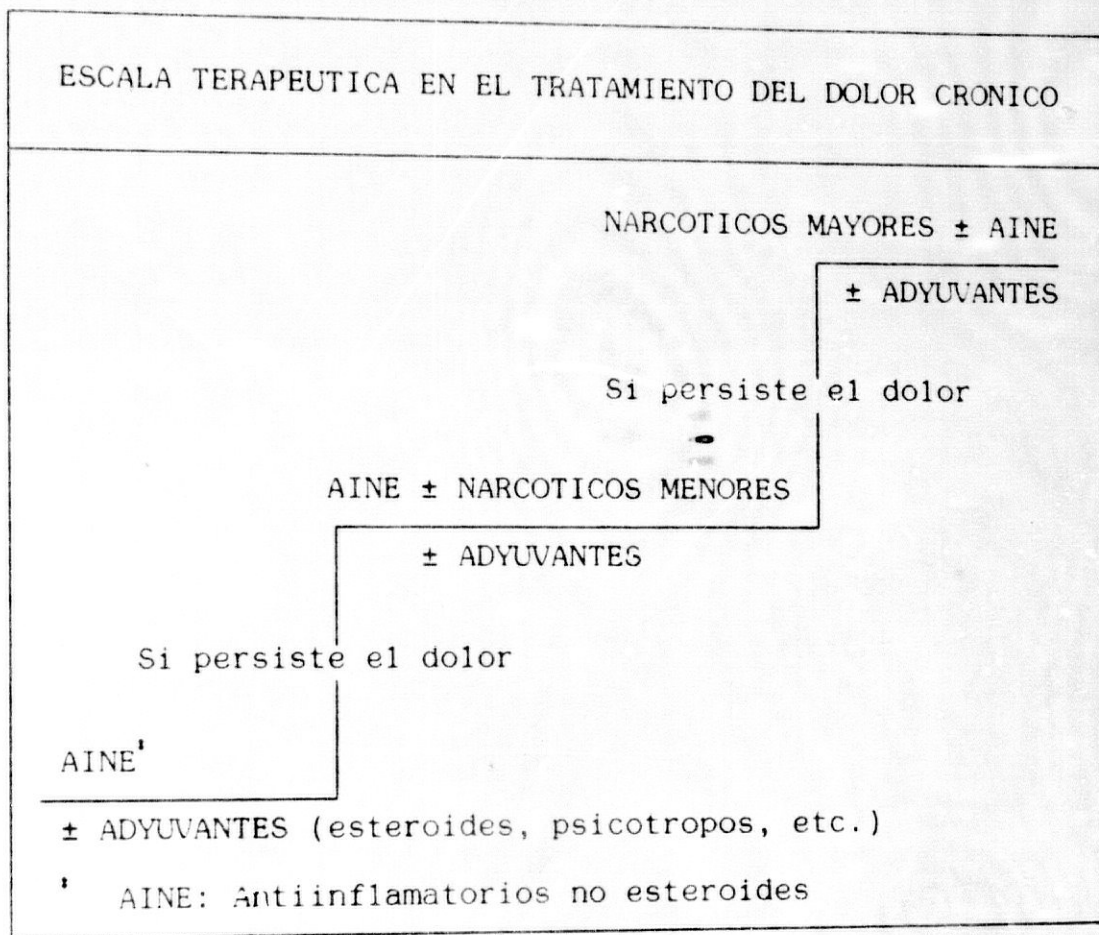 ESCALA TERAPEUTICA EN EL TRATAMIENTO DEL DOLOR CRONICO
NARCOTICOS MAYORES ± AINE
± ADYUVANTES
Si persiste el dolor
AINE ± NARCOTICOS MENORES
± ADYUVANTES
Si persiste el dolor
AINE*
± ADYUVANTES (esteroides, psicotropos, etc.)
* AINE: Antiinflamatorios no esteroides